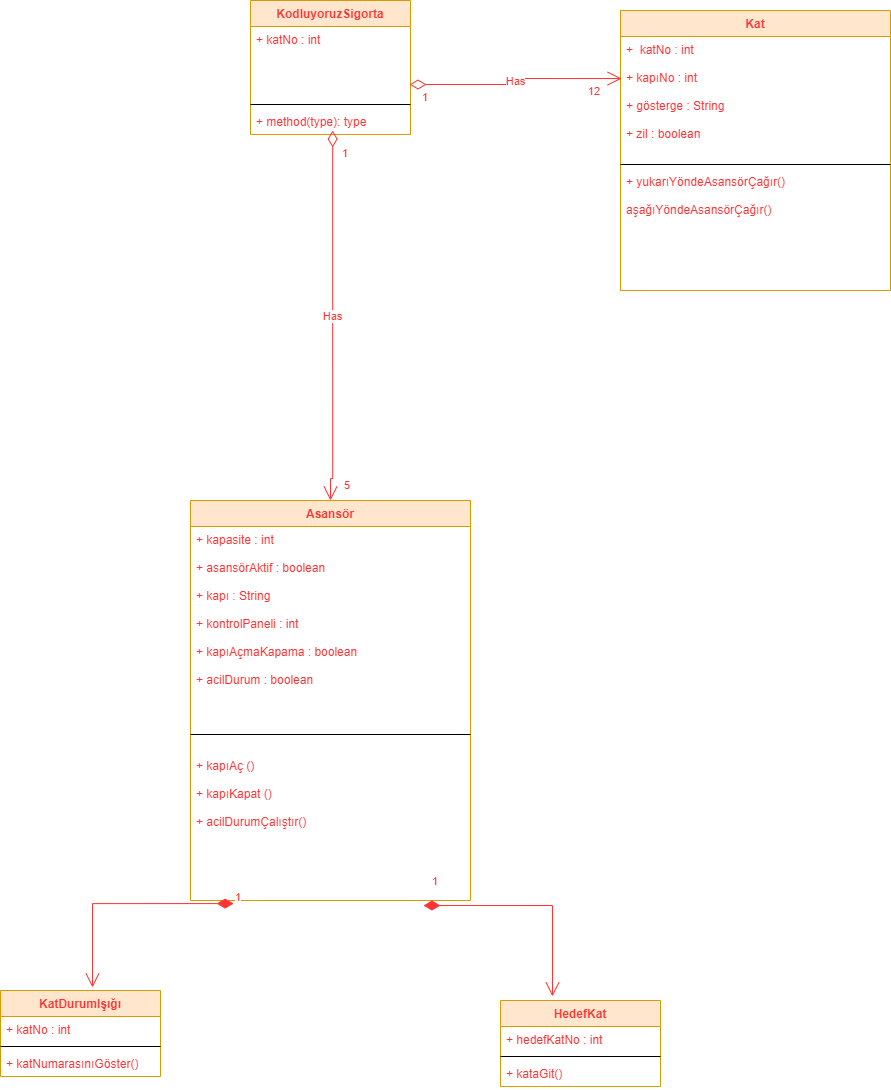 KodluyoruzSigorta
+ katNo : int
+ method(type): type
Has
1
12
Kat
+ katNo : int
+ kapıNo : int
+ gösterge : String
+ zil : boolean
+ yukarıYöndeAsansörÇağır()
aşağıYöndeAsansörÇağır()
1
Has
5
Asansör
+ kapasite : int
+ asansörAktif : boolean
+ kapı : String
+ kontrolPaneli : int
+ kapıAçmaKapama : boolean
+ acilDurum : boolean
+ kapıAç ()
+ kapıKapat ()
+ acilDurumÇalıştır()
1
1
KatDurumIşığı
+ katNo : int
+ katNumarasınıGöster()
HedefKat
+ hedefKatNo : int
+ kataGit()